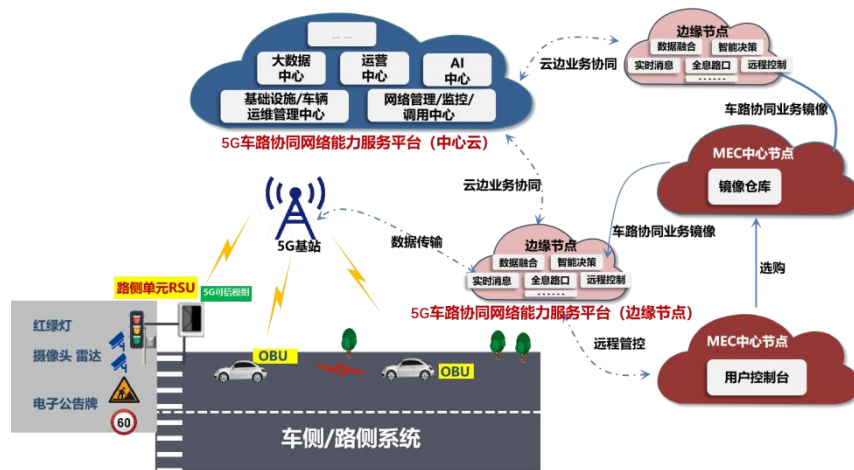 ... ...
大数据
中心
运营
中心
AI
中心
基础设施/车辆
运维管理中心
网络管理/监控/
调用中心
5G车路协同网络能力服务平台（中心云）
云边业务协同
边缘节点
数据融合
智能决策
实时消息
全息路口
远程控制
......
车路协同业务镜像
MEC中心节点
镜像仓库
云边业务协同
车路协同业务镜像
选购
5G基站
数据传输
边缘节点
数据融合
智能决策
实时消息
全息路口
远程控制
......
5G车路协同网络能力服务平台（边缘节点）
远程管控
MEC中心节点
用户控制台
路侧单元RSU
5G可信模组
红绿灯
摄像头 雷达
电子公告牌
60
OBU
OBU
车侧/路侧系统